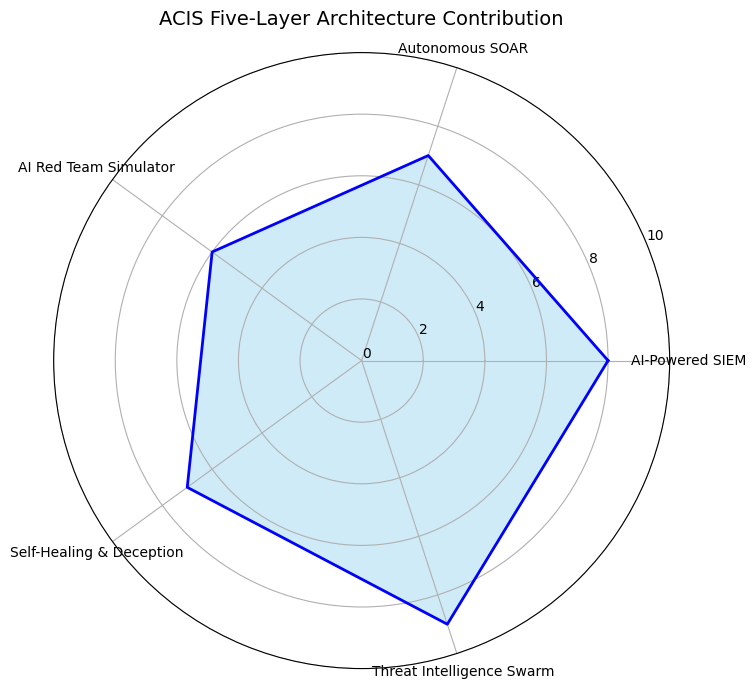 ACIS Five-Layer Architecture Contribution
Autonomous SOAR
AI Red Team Simulator
10
8
6
4
2
0
AI-Powered SIEM
Self-Healing & Deception
Threat Intelligence Swarm